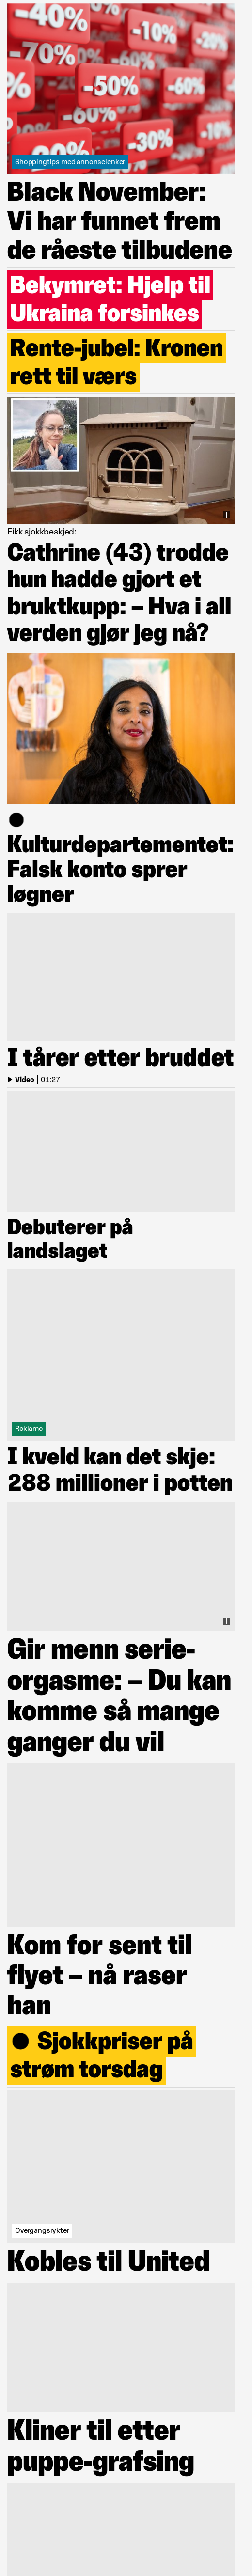 -40%
-70%
-50%
-60%
-60%
-10%
-30%
Shoppingtips med annonselenker
Black November:
Vi har funnet frem
de råeste tilbudene
Bekymret: Hjelp til
Ukraina forsinkes
Rente-jubel: Kronen
rett til værs
Fikk sjokkbeskjed:
Cathrine (43) trodde
hun hadde gjort et
bruktkupp: – Hva i all
verden gjør jeg nå?
Kulturdepartementet:
Falsk konto sprer
løgner
I tårer etter bruddet
Video | 01:27
Debuterer på
landslaget
Reklame
I kveld kan det skje:
288 millioner i potten
Gir menn serie-
orgasme: – Du kan
komme så mange
ganger du vil
Kom for sent til
flyet – nå raser
han
Sjokkpriser på
strøm torsdag
Overgangsrykter
Kobles til United
Kliner til etter
puppe-grafsing